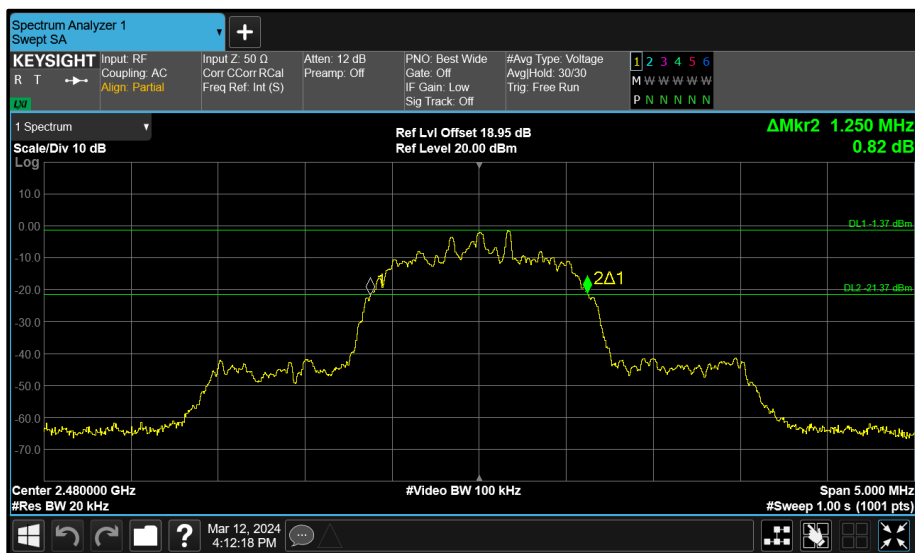 Spectrum Analyzer 1
Swept SA
+
KEYSIGHT
R T
LXI
Input: RF
Coupling: AC
Align: Partial
Input Z: 50 Ω
Corr CCorr RCal
Freq Ref: Int (S)
Atten: 12 dB
Preamp: Off
PNO: Best Wide
Gate: Off
IF Gain: Low
Sig Track: Off
#Avg Type: Voltage
Avg|Hold: 30/30
Trig: Free Run
1 2 3 4 5 6
M W W W W W
P N N N N N
1 Spectrum
Scale/Div 10 dB
Ref Lvl Offset 18.95 dB
Ref Level 20.00 dBm
ΔMkr2 1.250 MHz
0.82 dB
Log
10.0
0.00
DL1 -1.37 dBm
-10.0
1
2Δ1
-20.0
DL2 -21.37 dBm
-30.0
-40.0
-50.0
-60.0
-70.0
Center 2.480000 GHz
#Video BW 100 kHz
Span 5.000 MHz
#Res BW 20 kHz
#Sweep 1.00 s (1001 pts)
?
Mar 12, 2024
4:12:18 PM